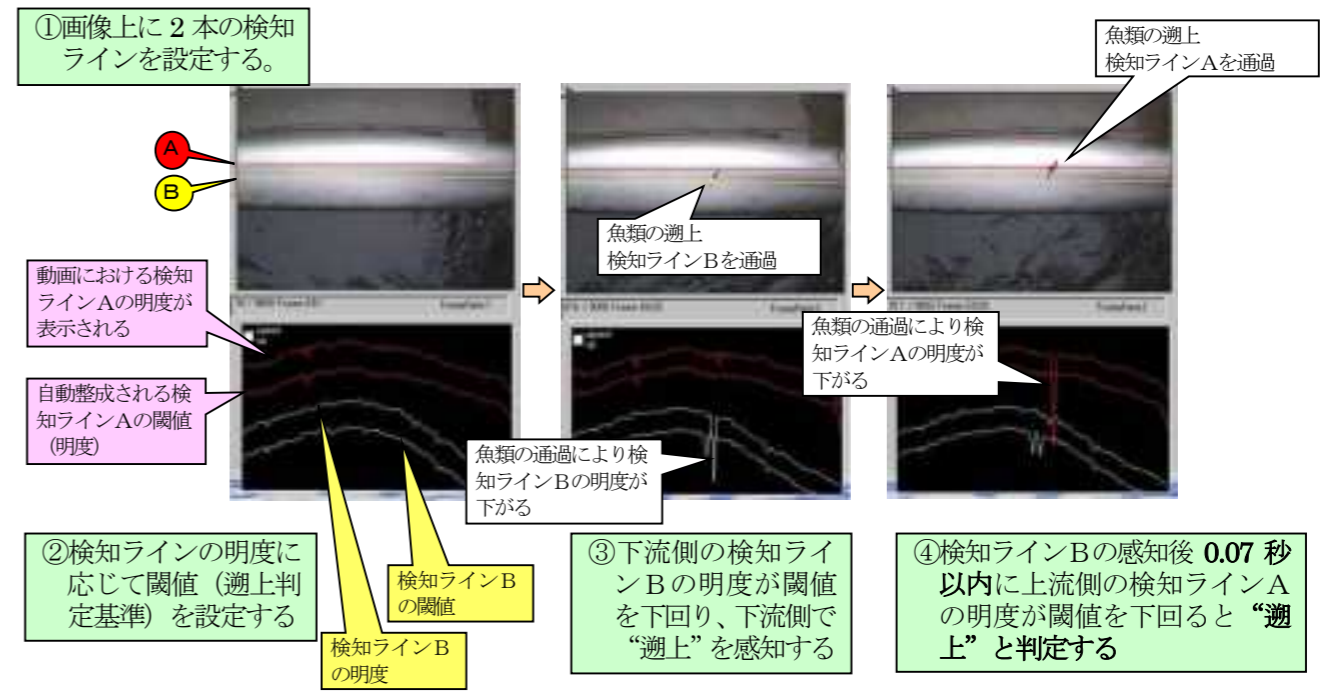 ①画像上に2本の検知
ラインを設定する。
魚類の遡上
検知ラインAを通過
A
B
魚類の遡上
検知ラインBを通過
動画における検知
ラインAの明度が
表示される
自動整成される検
知ラインAの閾値
(明度)
魚類の通過により検
知ラインAの明度が
下がる
魚類の通過により検
知ラインBの明度が
下がる
②検知ラインの明度に
応じて閾値(遡上判
定基準)を設定する
検知ラインB
の閾値
検知ラインB
の明度
③下流側の検知ライ
ンBの明度が閾値
を下回り、下流側で
“遡上”を感知する
④検知ラインBの感知後 0.07 秒
以内に上流側の検知ラインA
の明度が閾値を下回ると“遡
上”と判定する